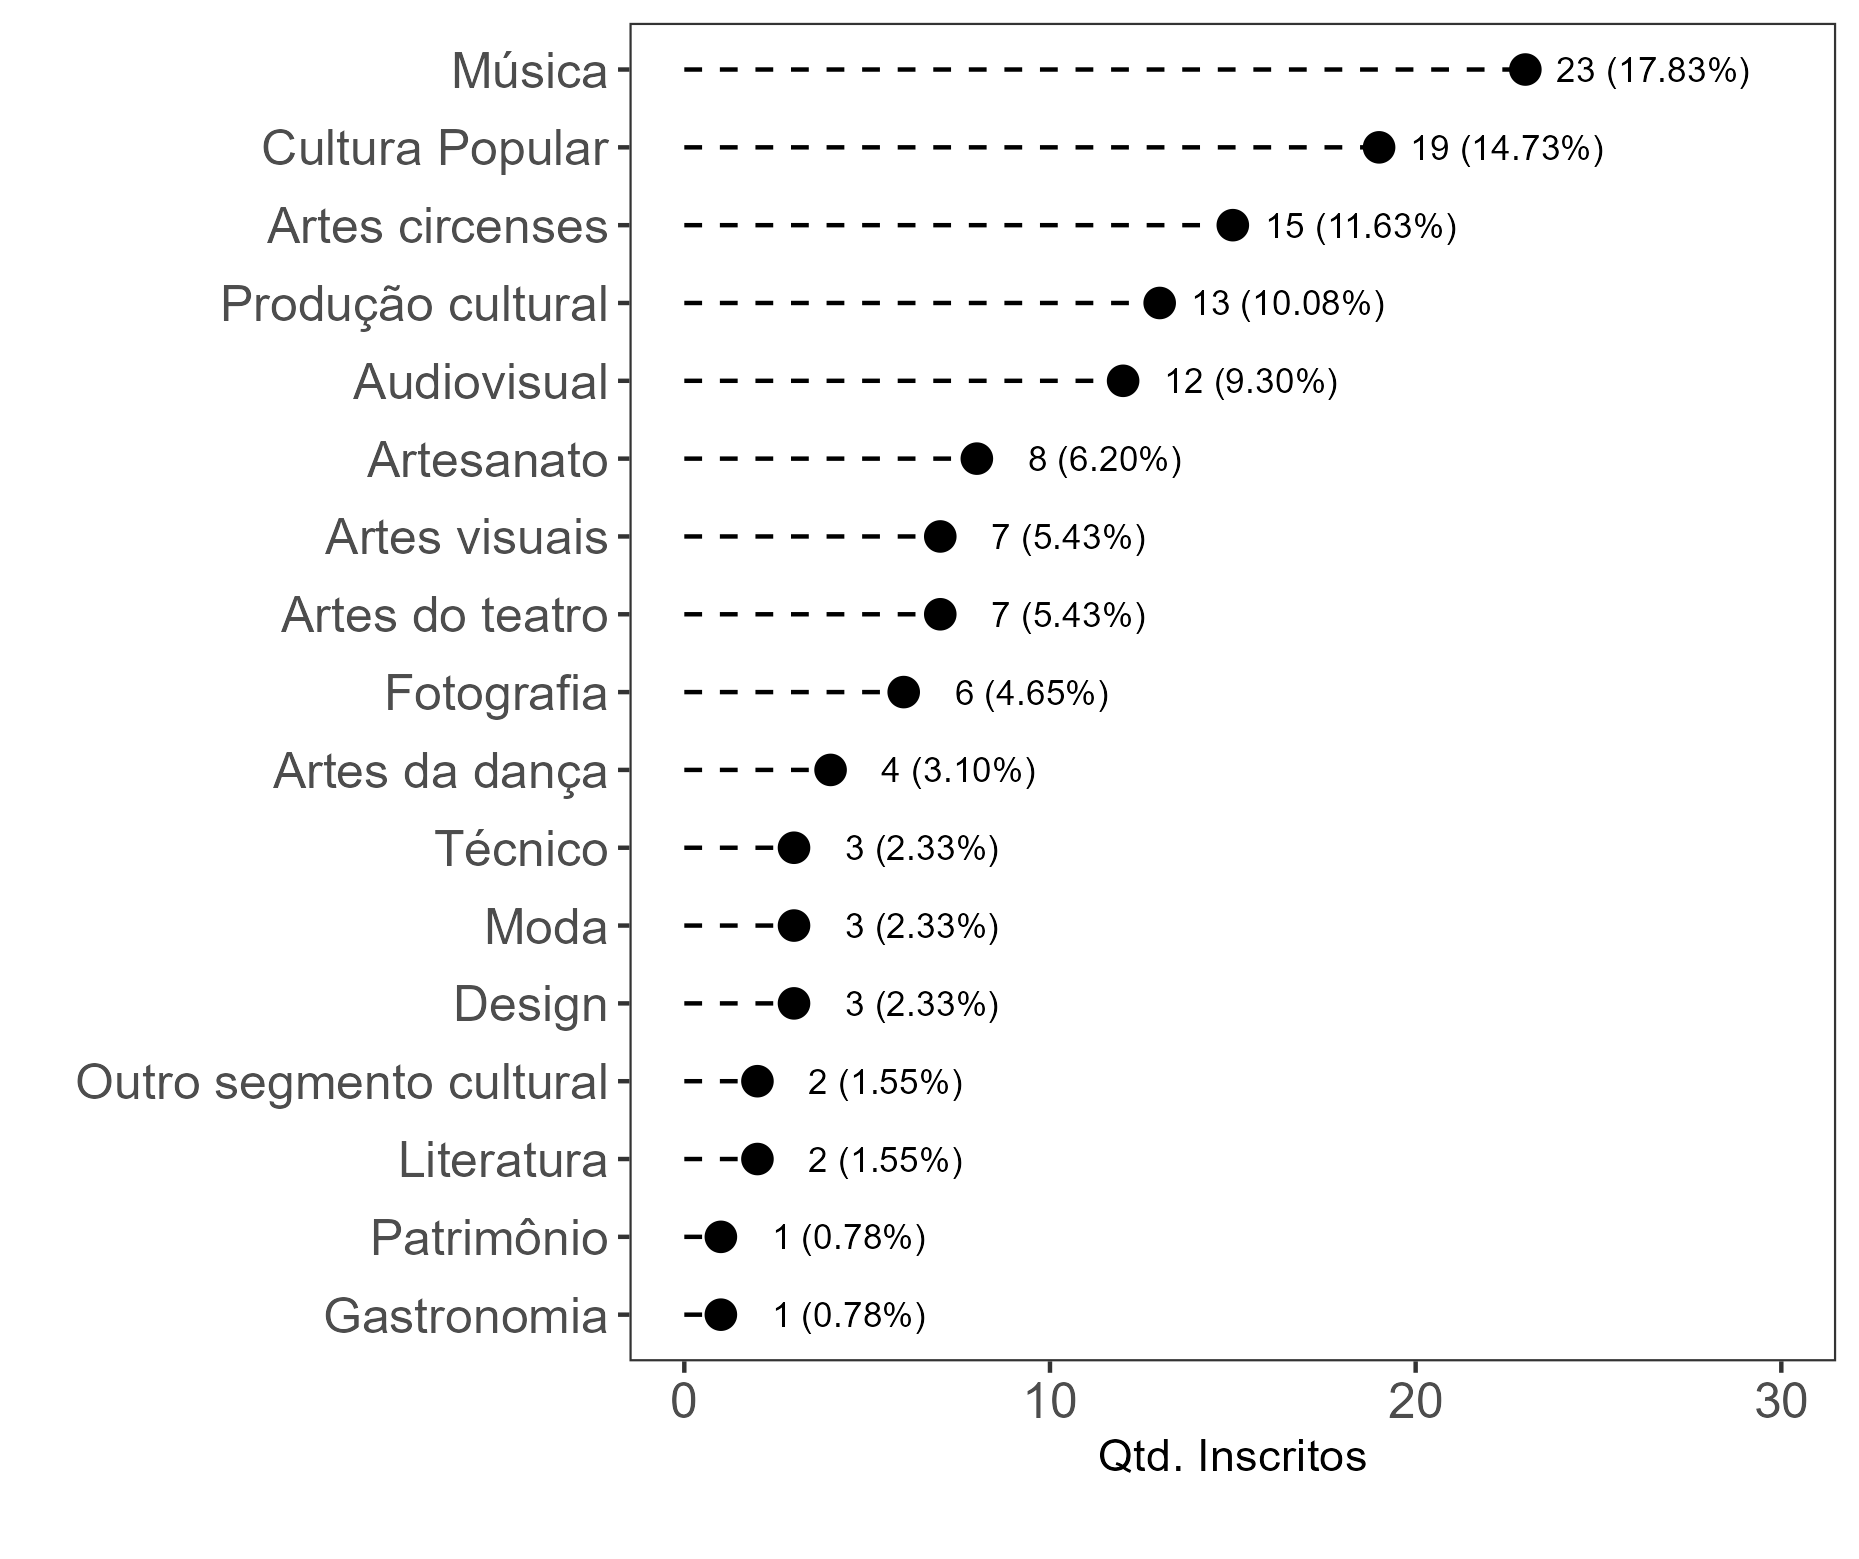 Música 23 (17.83%)
Cultura Popular 19 (14.73%)
Artes circenses 15 (11.63%)
Produção cultural 13 (10.08%)
Audiovisual 12 (9.30%)
Artesanato 8 (6.20%)
Artes visuais 7 (5.43%)
Artes do teatro 7 (5.43%)
Fotografia 6 (4.65%)
Artes da dança 4 (3.10%)
Técnico 3 (2.33%)
Moda 3 (2.33%)
Design 3 (2.33%)
Outro segmento cultural 2 (1.55%)
Literatura 2 (1.55%)
Patrimônio 1 (0.78%)
Gastronomia 1 (0.78%)
0 10 20 30
Qtd. Inscritos